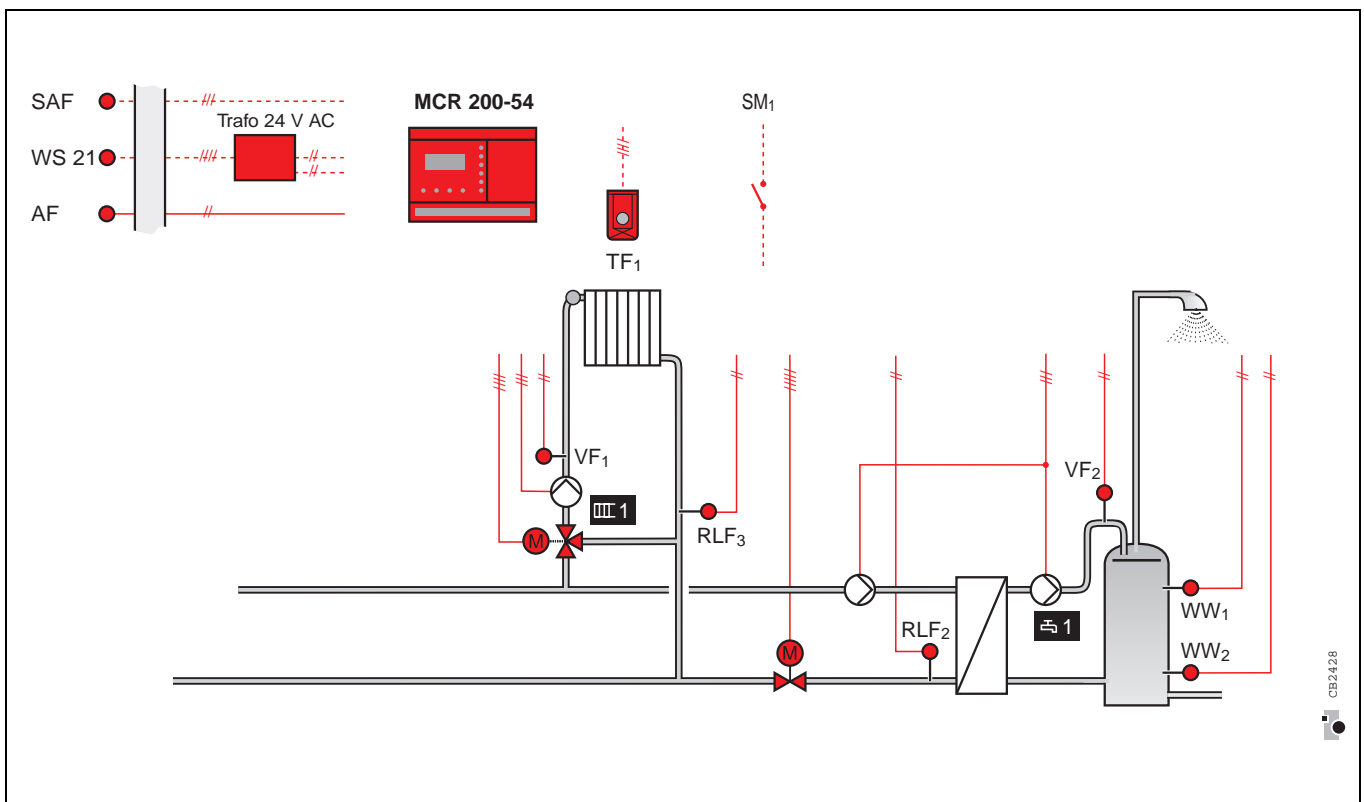 SAF
MCR 200-54
SM1
Trafo 24 V AC
WS 21
AF
TF1
VF1
VF2
1
RLF3
M
WW1
RLF2
1
M
WW2
CB2428